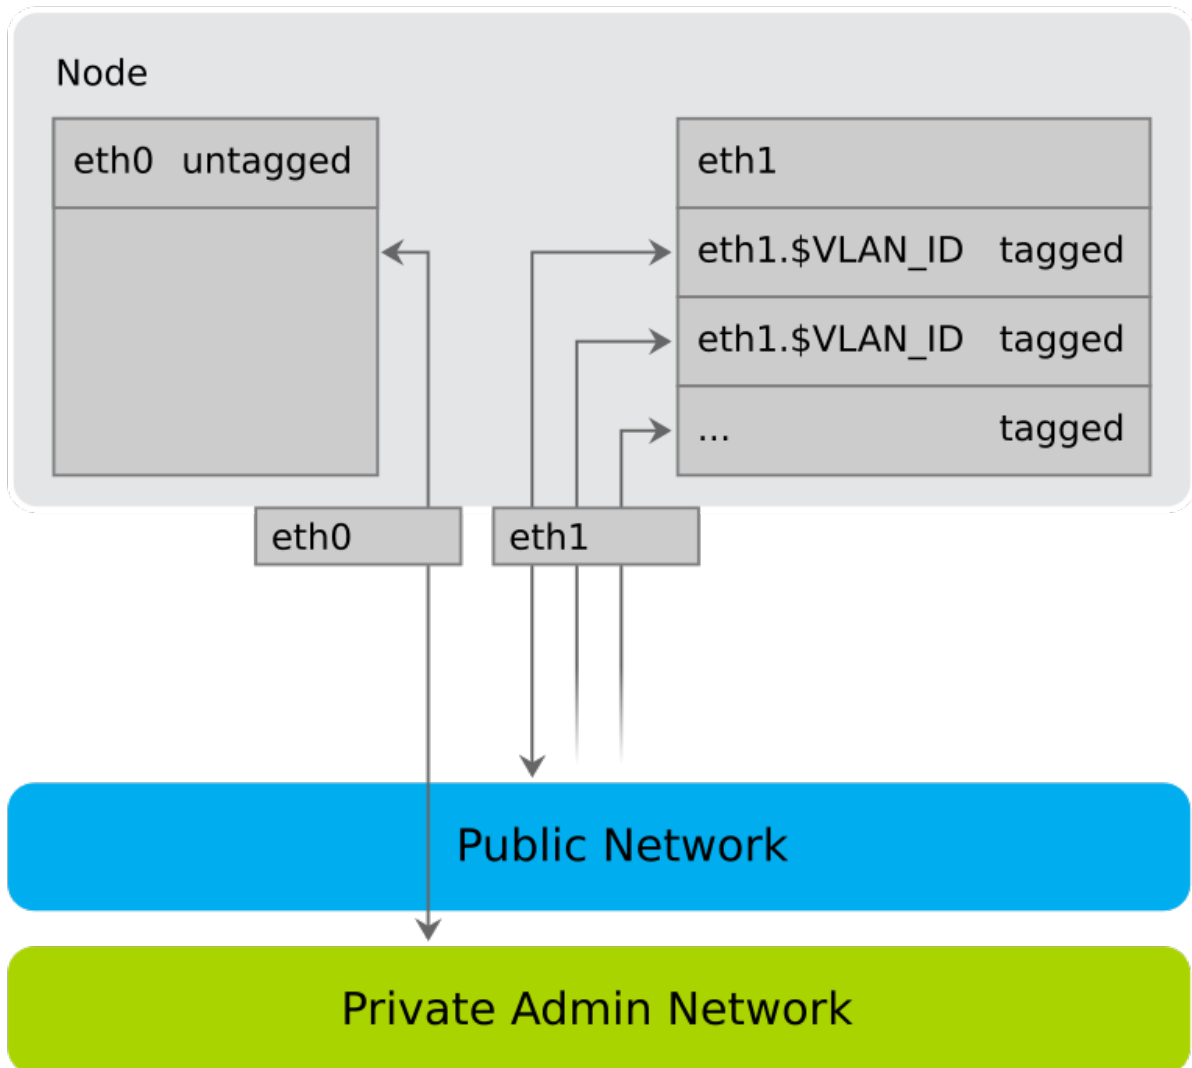 Node
eth0 untagged
eth1
eth1.$VLAN_ID tagged
eth1.$VLAN_ID tagged
... tagged
eth0
eth1
Public Network
Private Admin Network